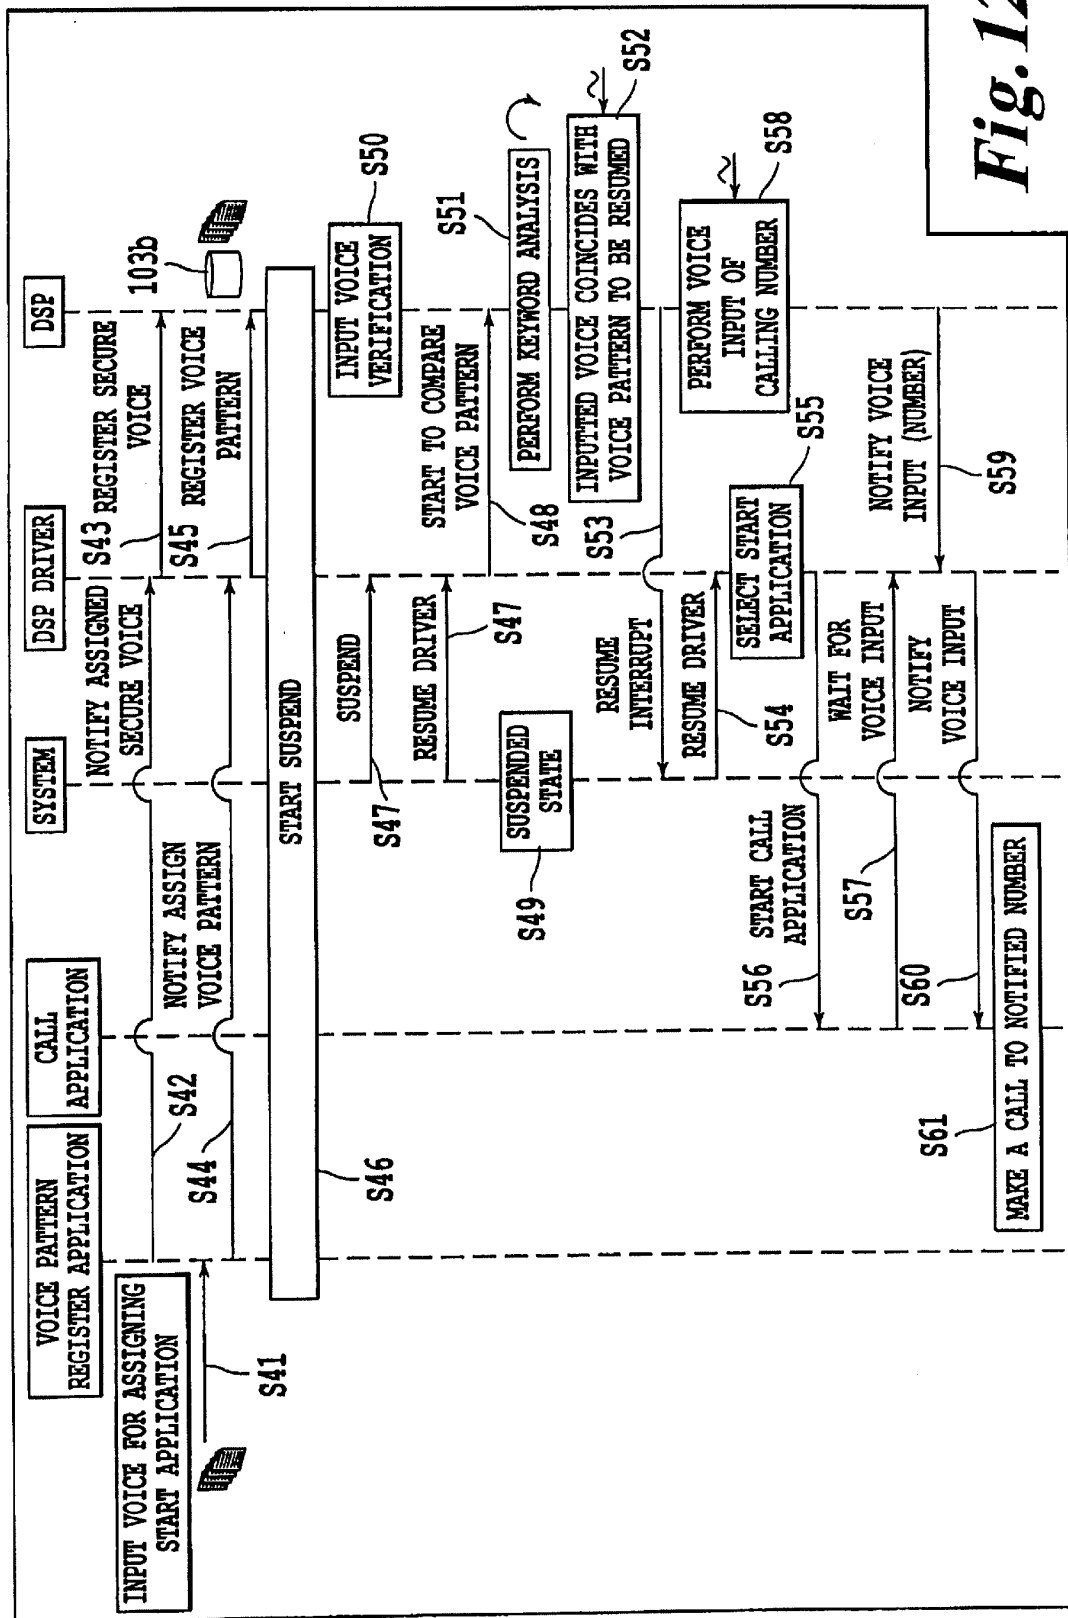 VOICE PATTERN
REGISTER APPLICATION
CALL
APPLICATION
SYSTEM
DSP DRIVER
DSP
INPUT VOICE FOR ASSIGNING
START APPLICATION
S41
S42
NOTIFY ASSIGNED
SECURE VOICE
S43
REGISTER SECURE
VOICE
103b
S44
NOTIFY ASSIGN
VOICE PATTERN
S45
REGISTER VOICE
PATTERN
START SUSPEND
S46
SUSPEND
S47
INPUT VOICE
VERIFICATION
S50
RESUME DRIVER
S47
START TO COMPARE
VOICE PATTERN
S48
SUSPENDED
STATE
S49
PERFORM KEYWORD ANALYSIS
S51
INPUTTED VOICE COINCIDES WITH
VOICE PATTERN TO BE RESUMED
S52
RESUME
INTERRUPT
S53
RESUME DRIVER
S54
PERFORM VOICE
INPUT OF
CALLING NUMBER
S58
SELECT START
APPLICATION
S55
START CALL
APPLICATION
S56
WAIT FOR
VOICE INPUT
S57
NOTIFY VOICE
INPUT (NUMBER)
S59
NOTIFY
VOICE INPUT
S60
MAKE A CALL TO NOTIFIED NUMBER
S61
Fig.12